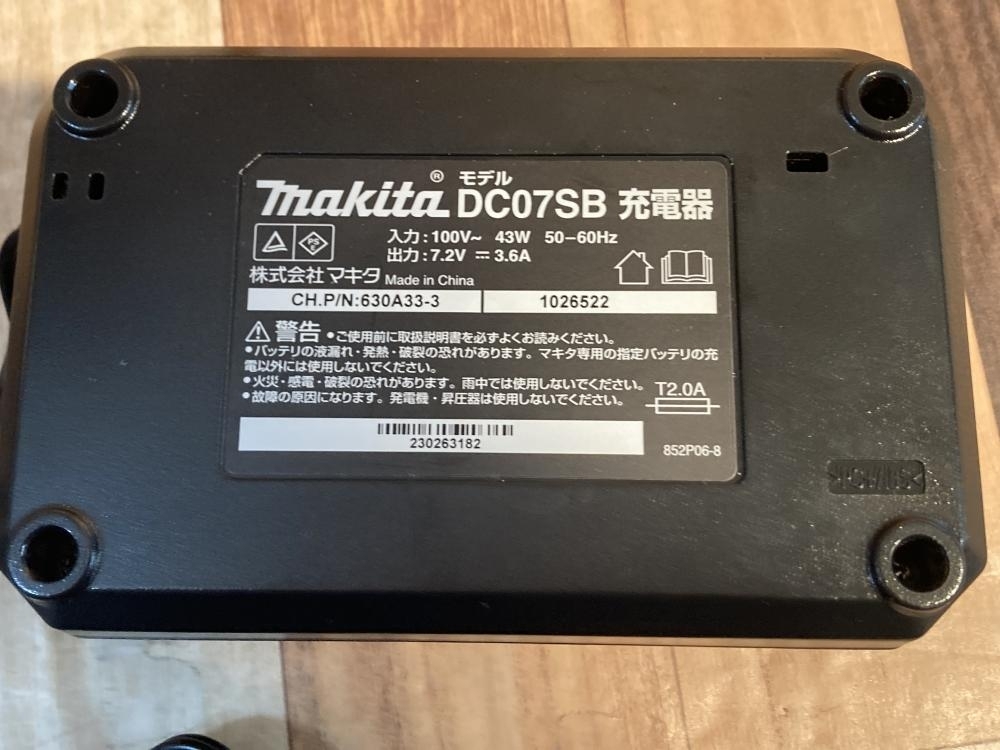 makita® モデル DC07SB 充電器
PS E
入力:100V~ 43W 50-60Hz
出力:7.2V ⎓ 3.6A
株式会社 マキタ Made in China
CH.P/N:630A33-3 1026522
⚠警告 •ご使用前に取扱説明書を必ずよくお読みください。
•バッテリの液漏れ・発熱・破裂の恐れがあります。マキタ専用の指定バッテリの充
電以外には使用しないでください。
•火災・感電・破裂の恐れがあります。雨中では使用しないでください。
•故障の原因になります。発電機・昇圧器は使用しないでください。
T2.0A
230263182
852P06-8